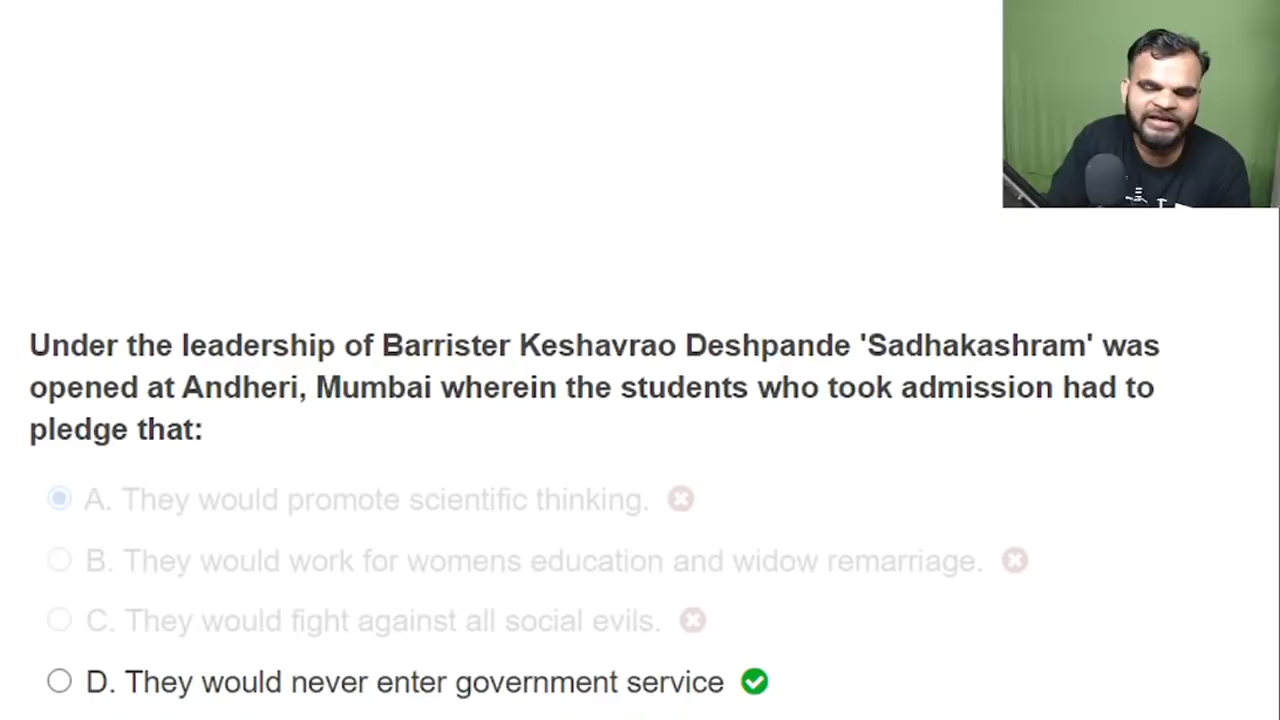 Under the leadership of Barrister Keshavrao Deshpande 'Sadhakashram' was
opened at Andheri, Mumbai wherein the students who took admission had to
pledge that:
A. They would promote scientific thinking.
B. They would work for womens education and widow remarriage.
C. They would fight against all social evils.
D. They would never enter government service